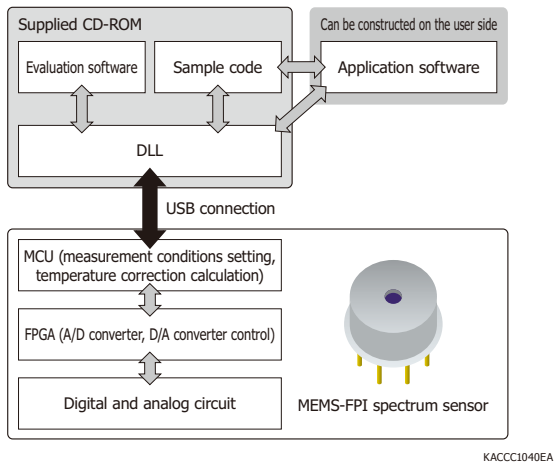 Supplied CD-ROM
Can be constructed on the user side
Evaluation software
Sample code
Application software
DLL
USB connection
MCU (measurement conditions setting,
temperature correction calculation)
FPGA (A/D converter, D/A converter control)
Digital and analog circuit
MEMS-FPI spectrum sensor
KACCC1040EA